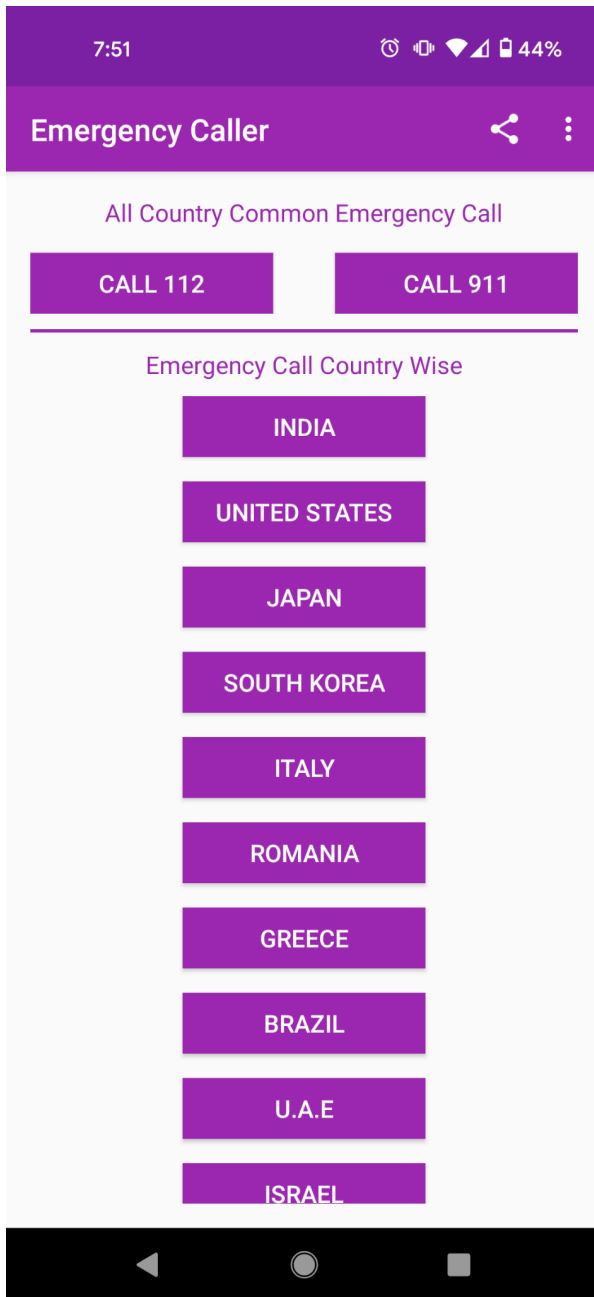 7:51 44%
Emergency Caller
All Country Common Emergency Call
CALL 112 CALL 911
Emergency Call Country Wise
INDIA
UNITED STATES
JAPAN
SOUTH KOREA
ITALY
ROMANIA
GREECE
BRAZIL
U.A.E
ISRAEL